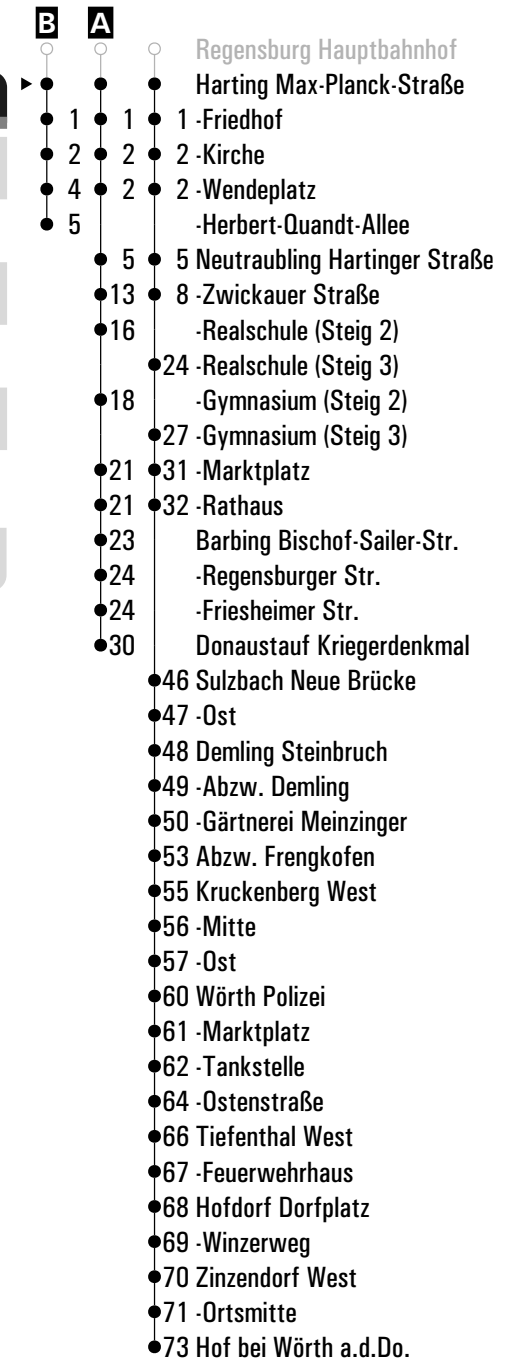 B A
Regensburg Hauptbahnhof
Harting Max-Planck-Straße
1 1 1 -Friedhof
2 2 2 -Kirche
4 2 2 -Wendeplatz
5 -Herbert-Quandt-Allee
5 5 Neutraubling Hartinger Straße
13 8 -Zwickauer Straße
16 -Realschule (Steig 2)
24 -Realschule (Steig 3)
18 -Gymnasium (Steig 2)
27 -Gymnasium (Steig 3)
21 31 -Marktplatz
21 32 -Rathaus
23 Barbing Bischof-Sailer-Str.
24 -Regensburger Str.
24 -Friesheimer Str.
30 Donaustauf Kriegerdenkmal
46 Sulzbach Neue Brücke
47 -Ost
48 Demling Steinbruch
49 -Abzw. Demling
50 -Gärtnerei Meinzinger
53 Abzw. Frengkofen
55 Kruckenberg West
56 -Mitte
57 -Ost
60 Wörth Polizei
61 -Marktplatz
62 -Tankstelle
64 -Ostenstraße
66 Tiefenthal West
67 -Feuerwehrhaus
68 Hofdorf Dorfplatz
69 -Winzerweg
70 Zinzendorf West
71 -Ortsmitte
73 Hof bei Wörth a.d.Do.